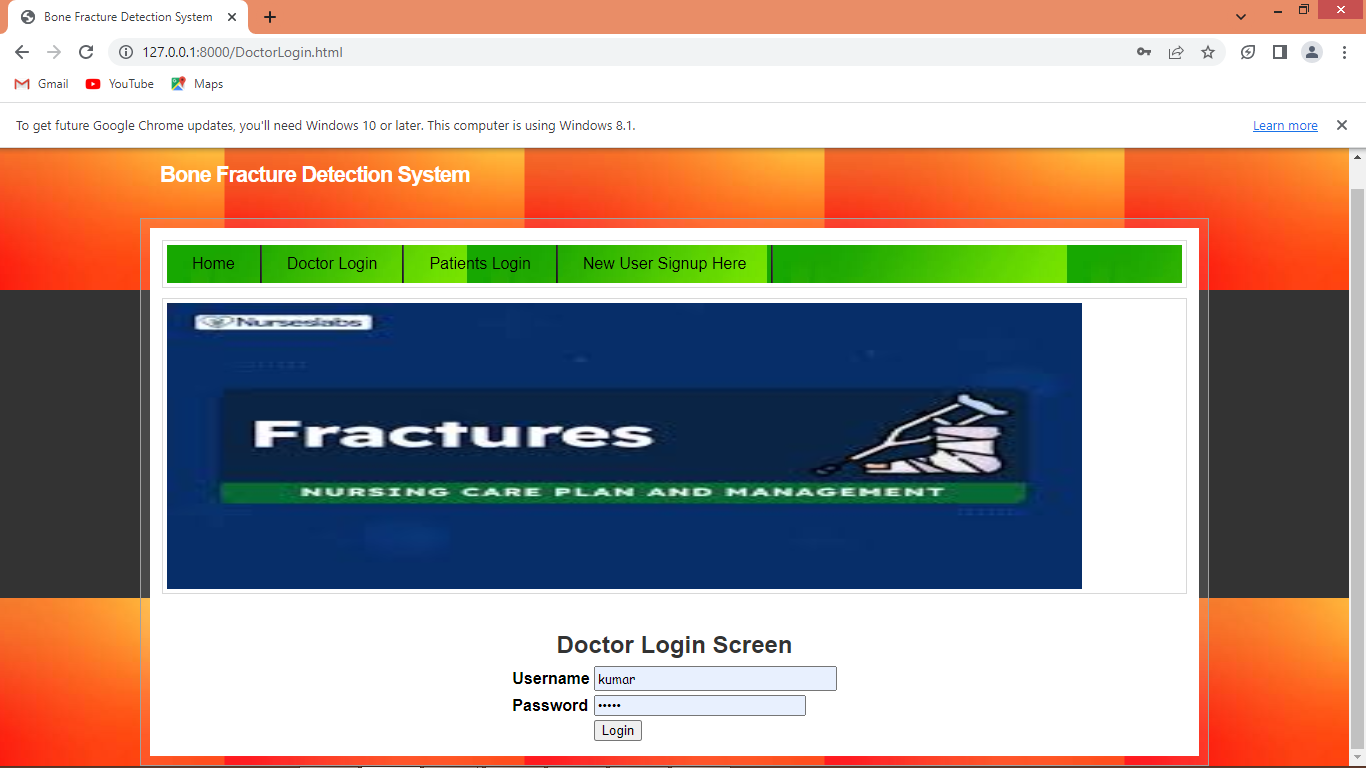 Bone Fracture Detection System
127.0.0.1:8000/DoctorLogin.html
Gmail YouTube Maps
To get future Google Chrome updates, you'll need Windows 10 or later. This computer is using Windows 8.1. Learn more
Bone Fracture Detection System
Home Doctor Login Patients Login New User Signup Here
Nurseslabs
Fractures
NURSING CARE PLAN AND MANAGEMENT
Doctor Login Screen
Username kumar
Password •••••
Login